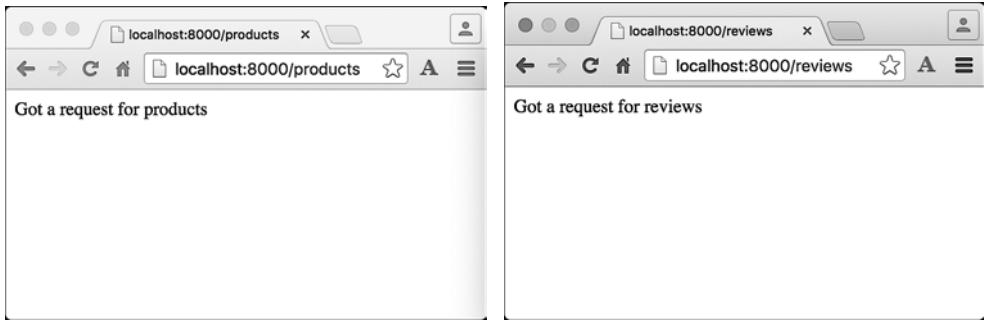 localhost:8000/products ×
localhost:8000/products A
Got a request for products
localhost:8000/reviews ×
localhost:8000/reviews A
Got a request for reviews